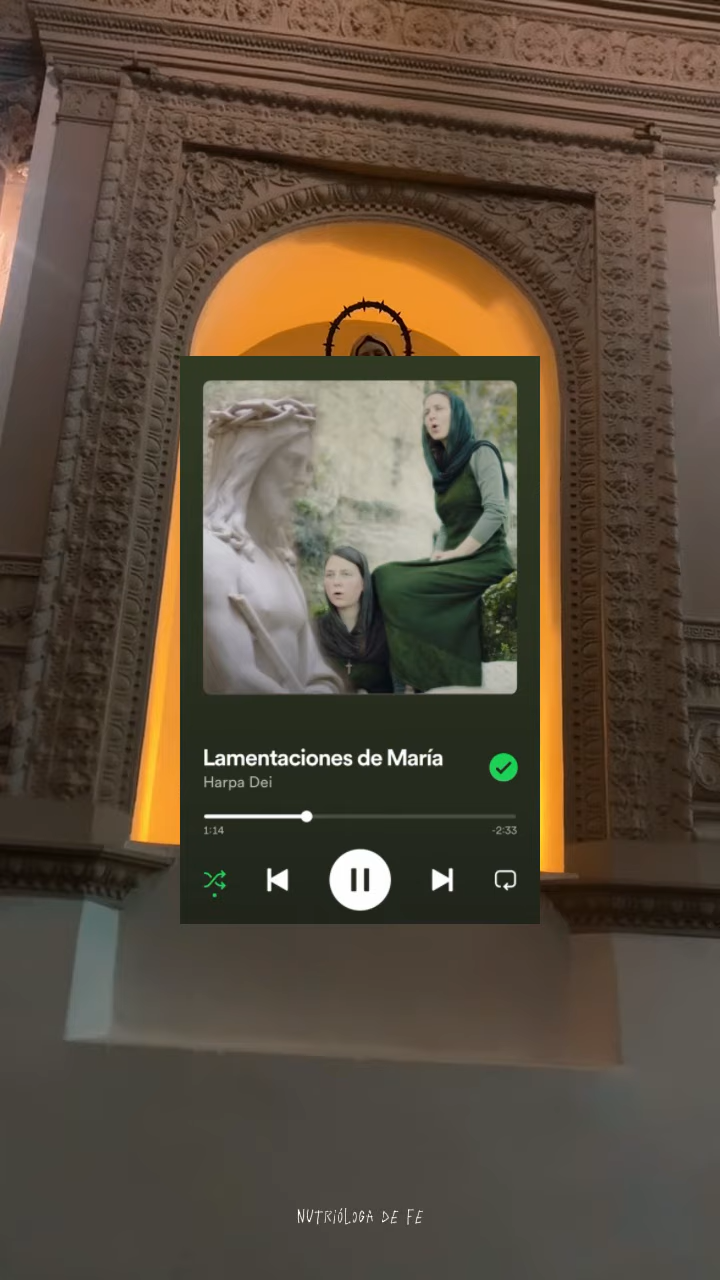 Lamentaciones de María
Harpa Dei
1:14
-2:33
NUTRIÓLOGA DE FE